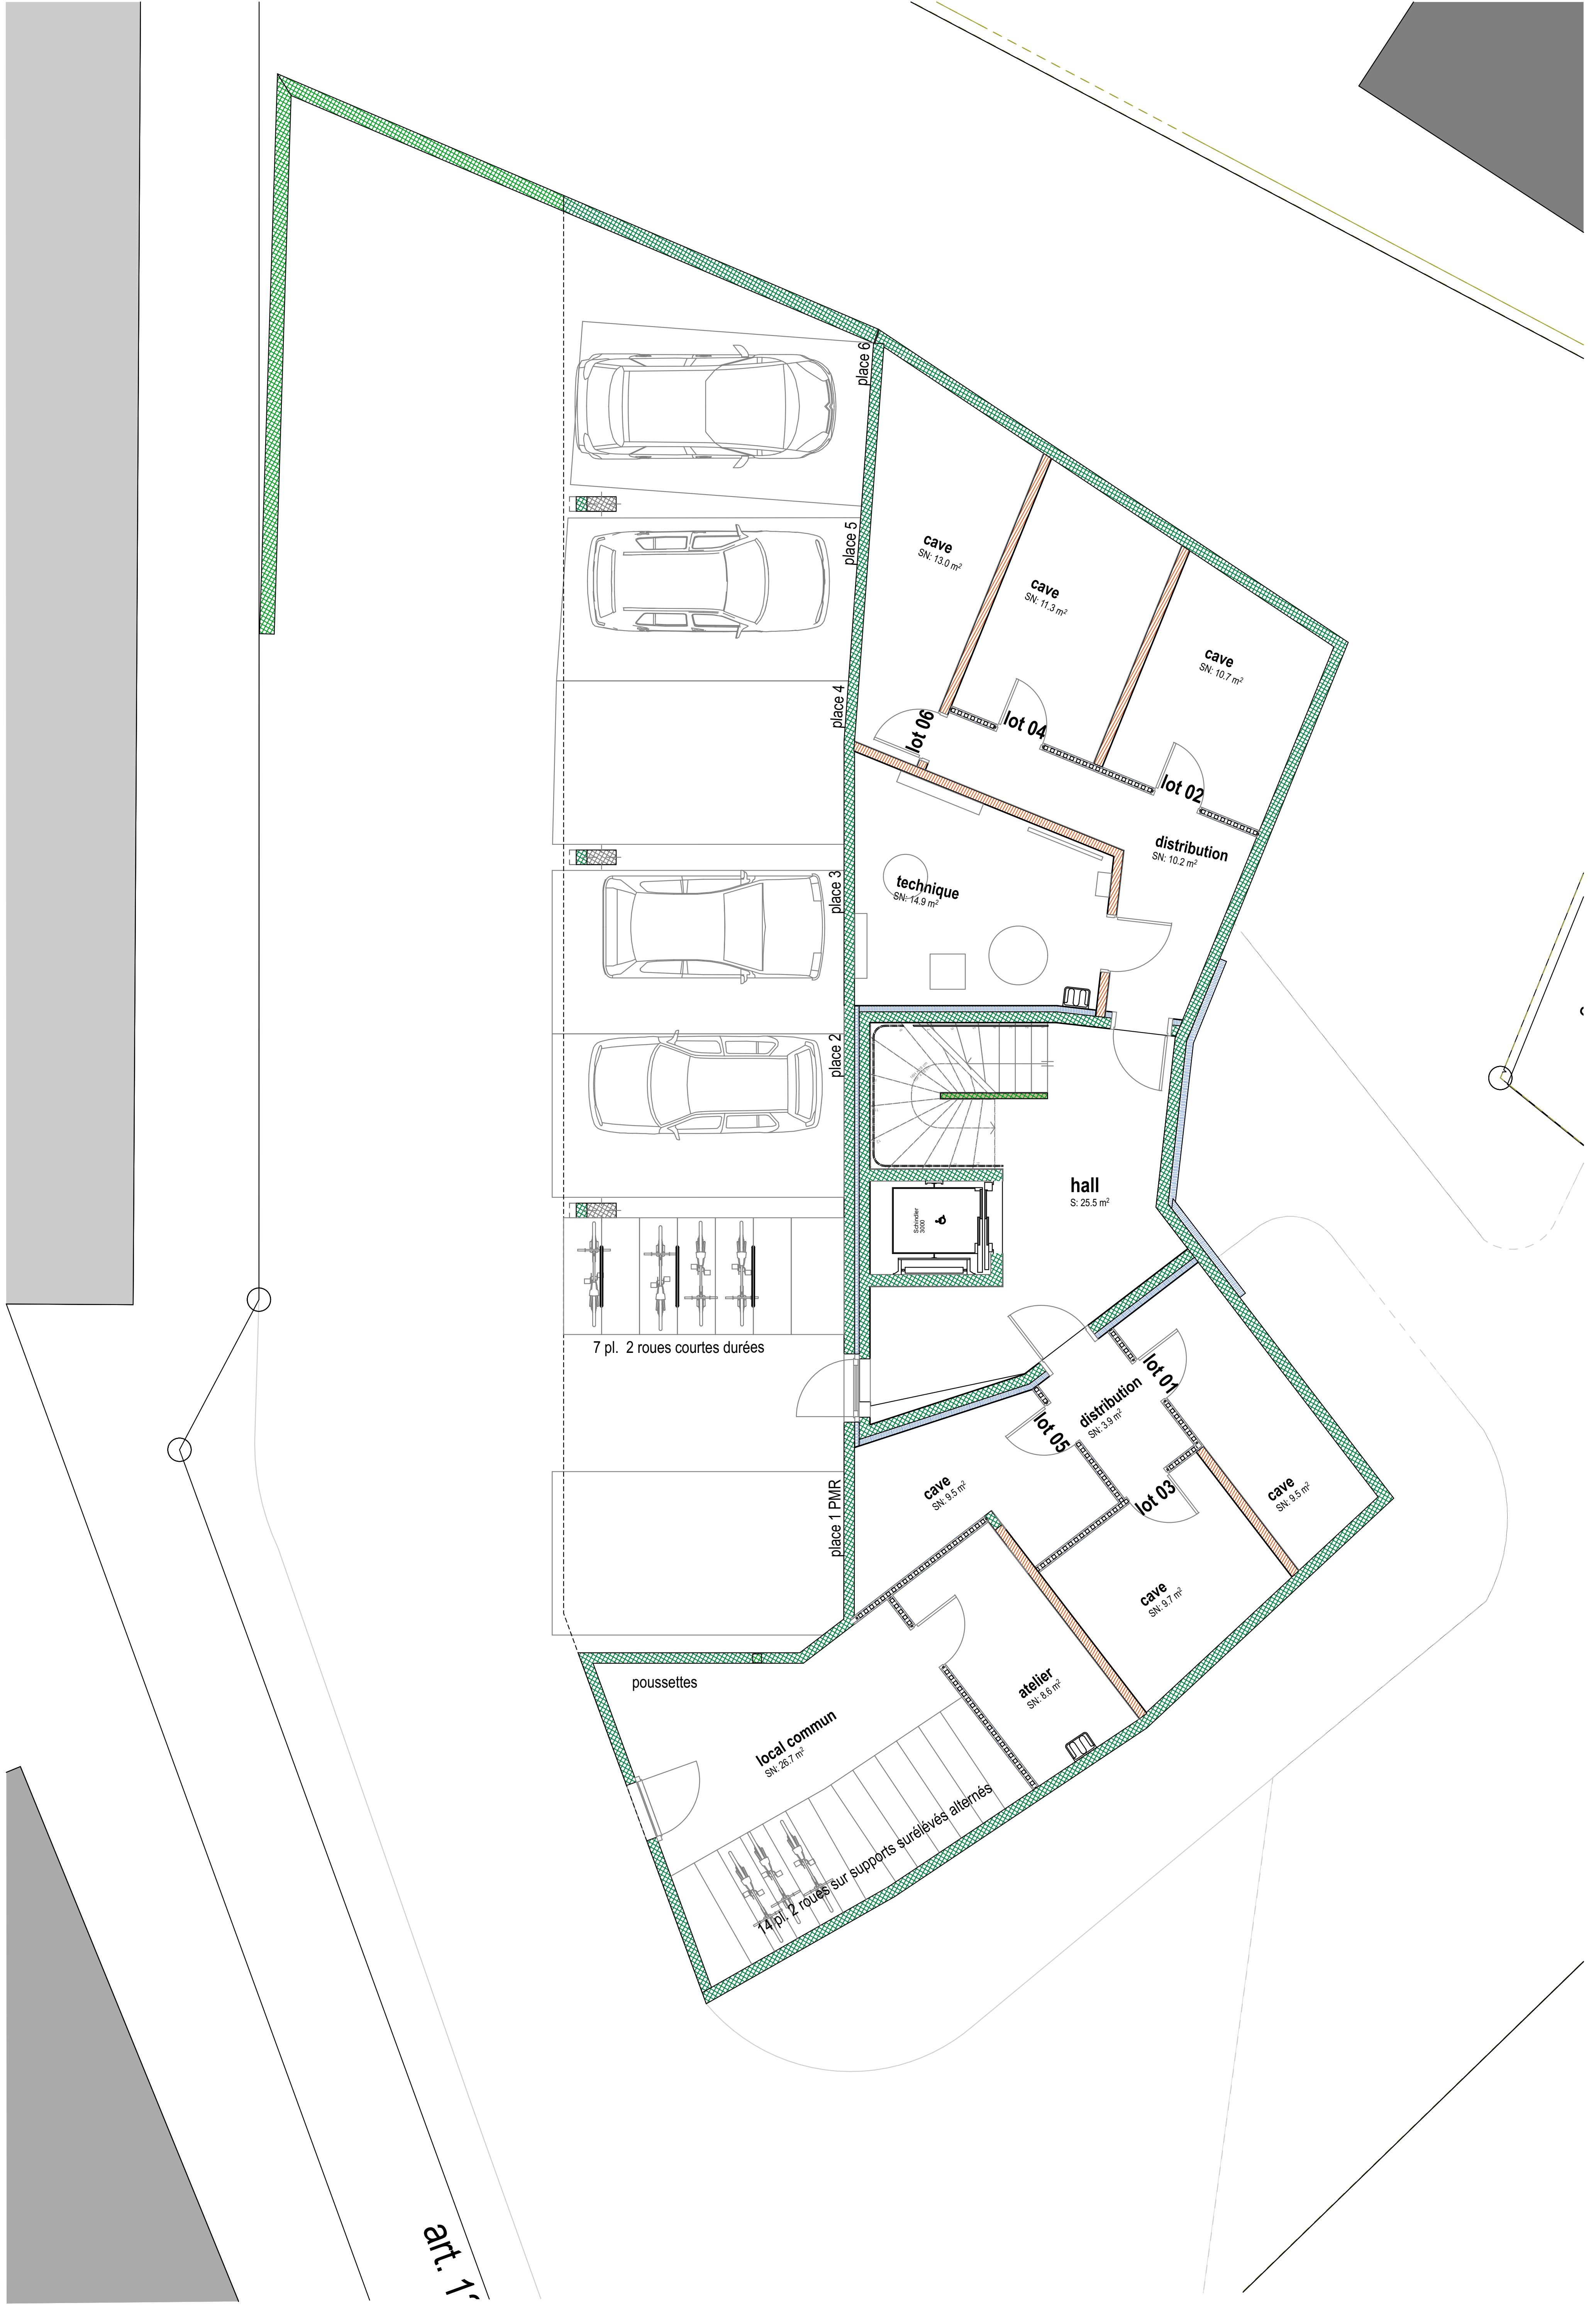 place 6
place 5
cave
SN: 13.0 m²
cave
SN: 11.3 m²
cave
SN: 10.7 m²
place 4
lot 06
lot 04
lot 02
distribution
SN: 10.2 m²
place 3
technique
SN: 14.9 m²
place 2
hall
S: 25.5 m²
Schindler
3000
7 pl. 2 roues courtes durées
lot 01
distribution
SN: 3.9 m²
lot 05
cave
SN: 9.5 m²
lot 03
cave
SN: 9.5 m²
place 1 PMR
cave
SN: 9.7 m²
poussettes
atelier
SN: 8.6 m²
local commun
SN: 26.7 m²
14 pl. 2 roues sur supports surélévés alternés
art.